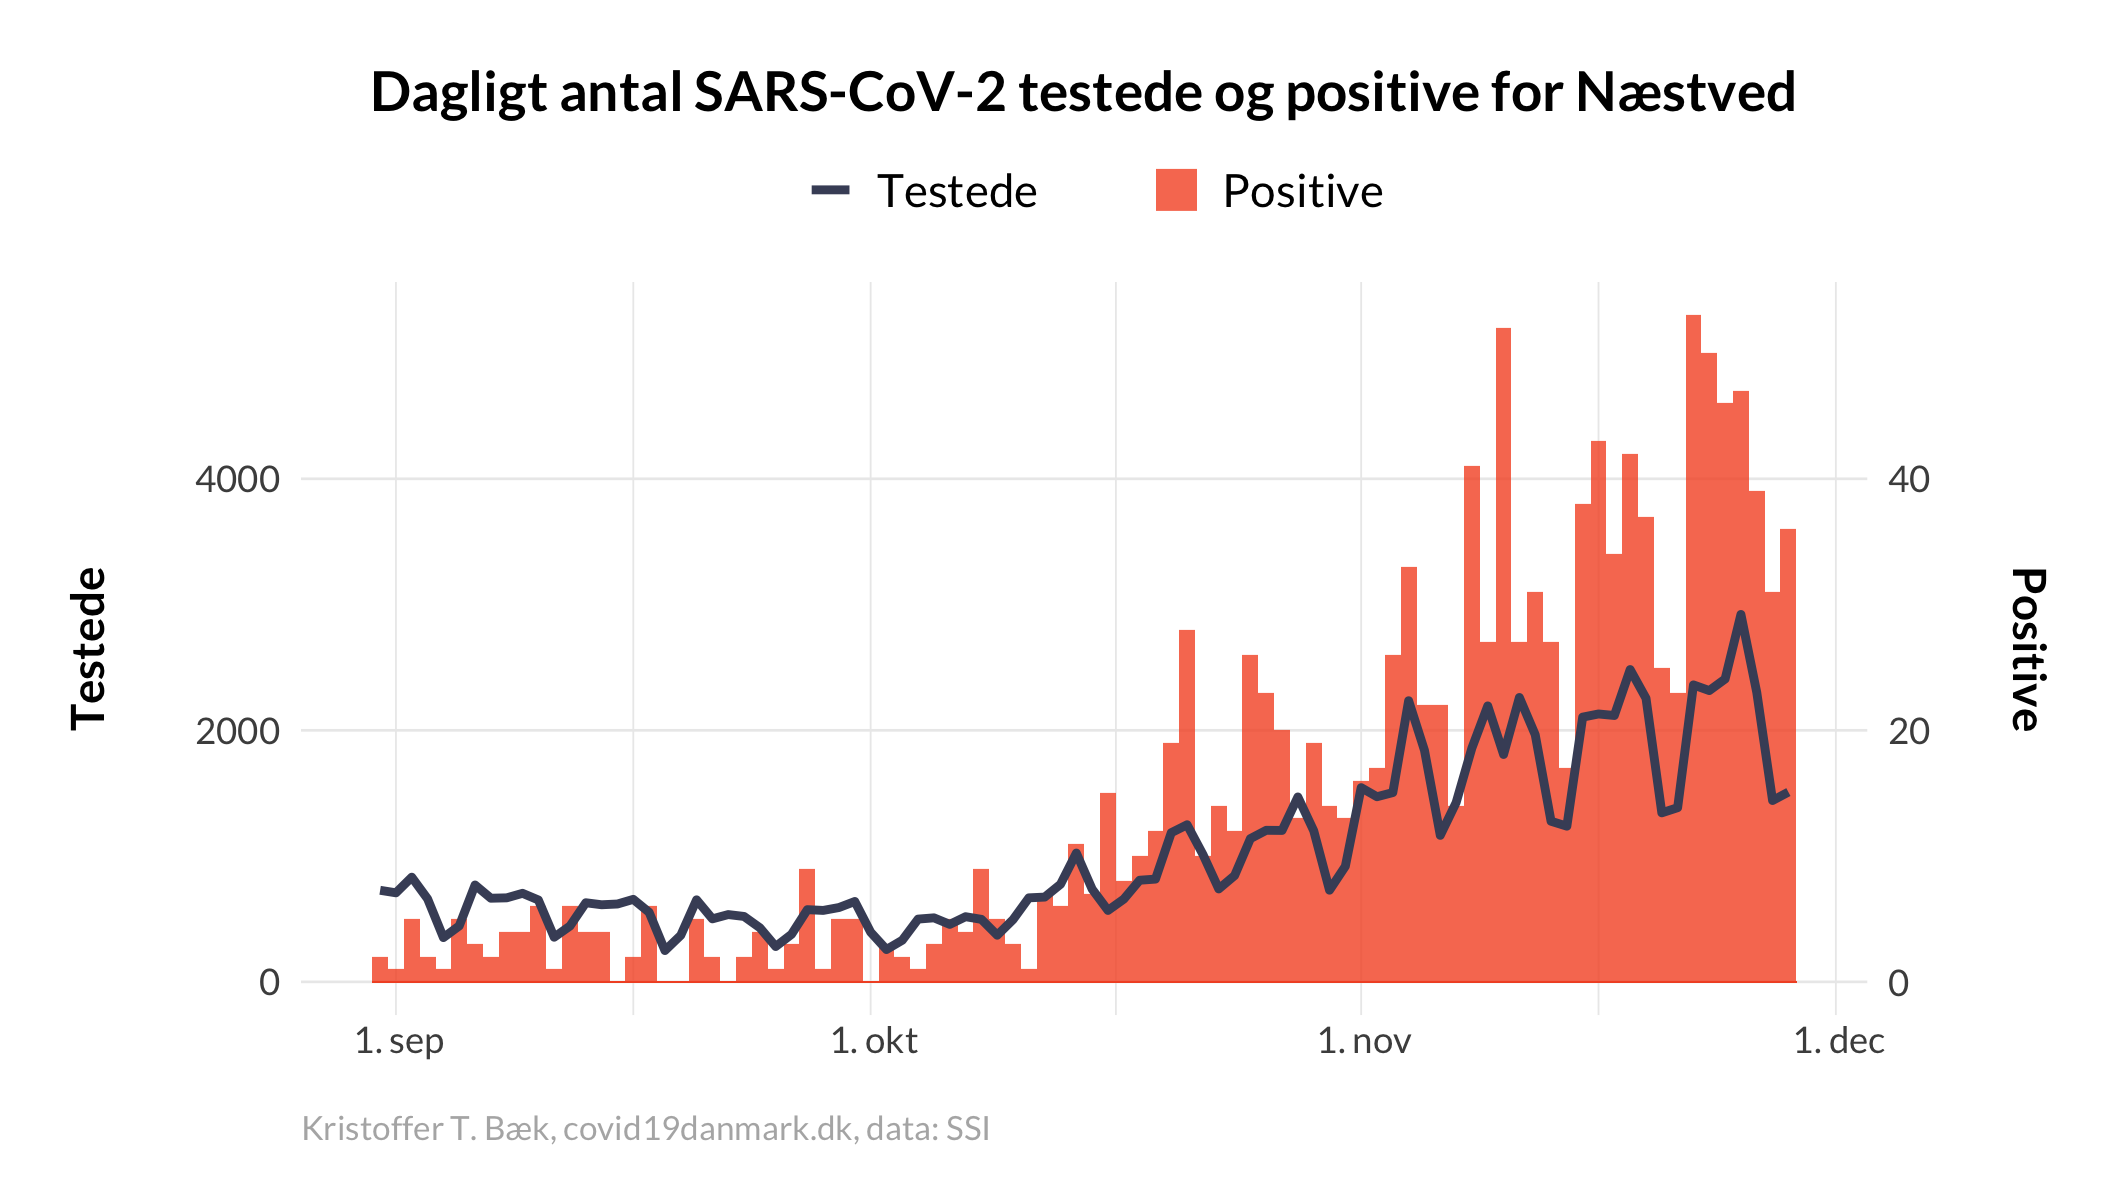 Dagligt antal SARS-CoV-2 testede og positive for Næstved
Testede
Positive
4000
2000
0
Testede
40
20
0
Positive
1. sep
1. okt
1. nov
1. dec
Kristoffer T. Bæk, covid19danmark.dk, data: SSI